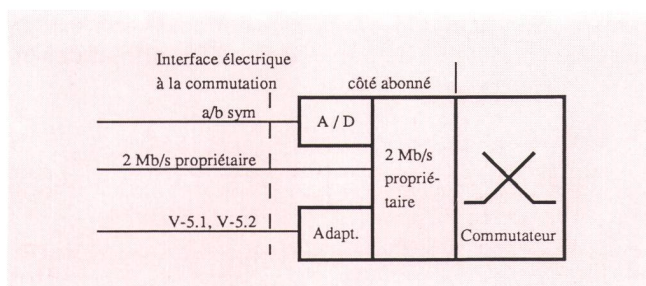 Interface électrique
à la commutation
côté abonné
a/b sym
A / D
2 Mb/s propriétaire
2 Mb/s
proprié-
taire
V-5.1, V-5.2
Adapt.
Commutateur